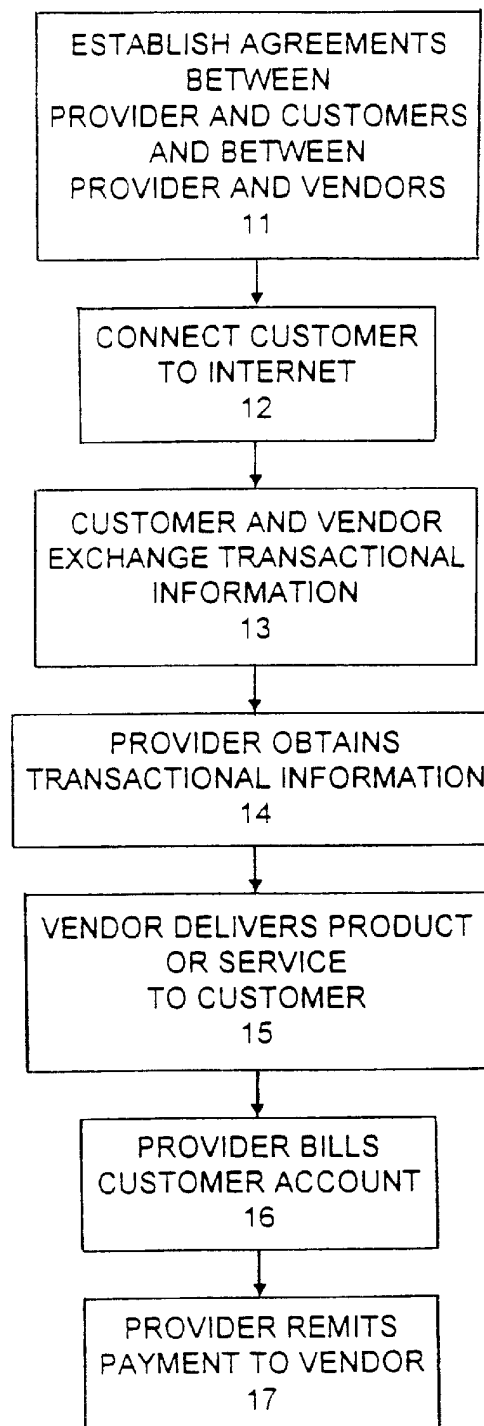 ESTABLISH AGREEMENTS
BETWEEN
PROVIDER AND CUSTOMERS
AND BETWEEN
PROVIDER AND VENDORS
11
CONNECT CUSTOMER
TO INTERNET
12
CUSTOMER AND VENDOR
EXCHANGE TRANSACTIONAL
INFORMATION
13
PROVIDER OBTAINS
TRANSACTIONAL INFORMATION
14
VENDOR DELIVERS PRODUCT
OR SERVICE
TO CUSTOMER
15
PROVIDER BILLS
CUSTOMER ACCOUNT
16
PROVIDER REMITS
PAYMENT TO VENDOR
17